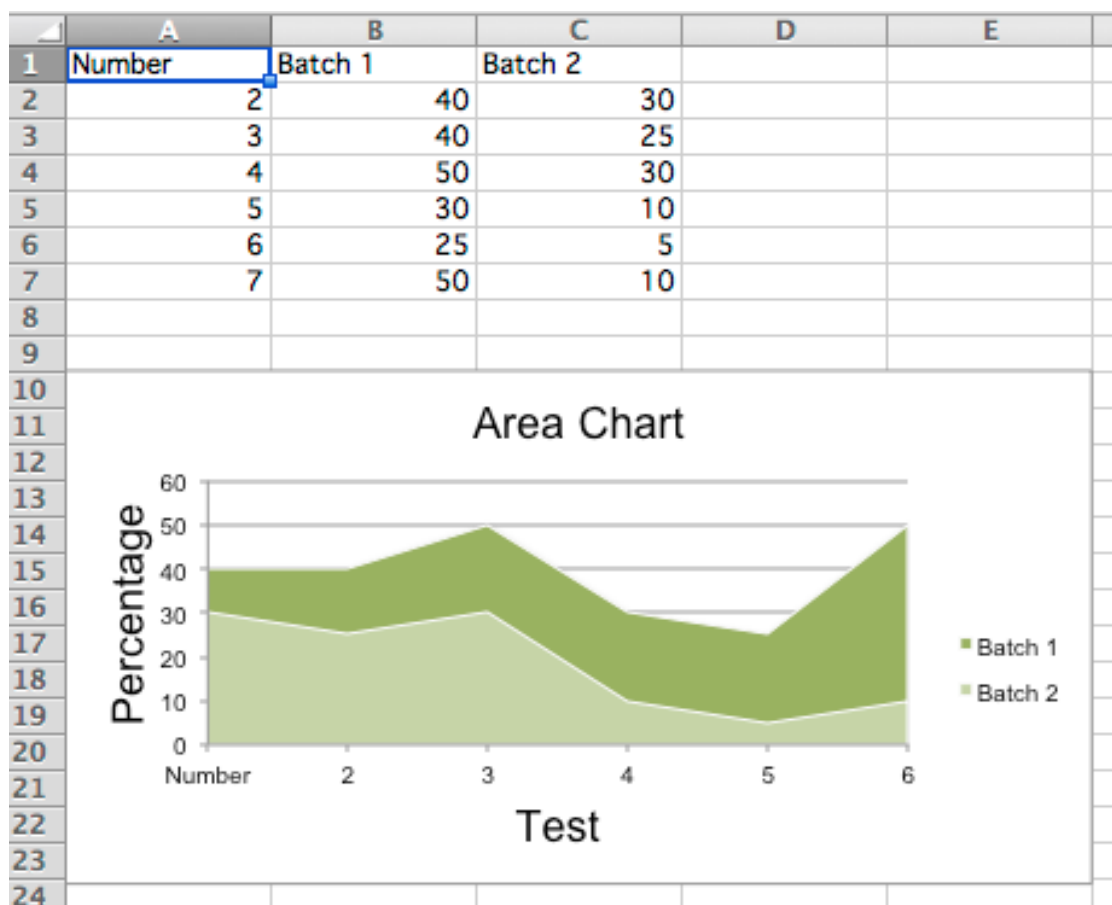 A B C D E
1 Number Batch 1 Batch 2
2 2 40 30
3 3 40 25
4 4 50 30
5 5 30 10
6 6 25 5
7 7 50 10
8
9
10
11
12
13
14
15
16
17
18
19
20
21
22
23
24
Area Chart
Percentage
60
50
40
30
20
10
0
Number 2 3 4 5 6
Test
Batch 1
Batch 2